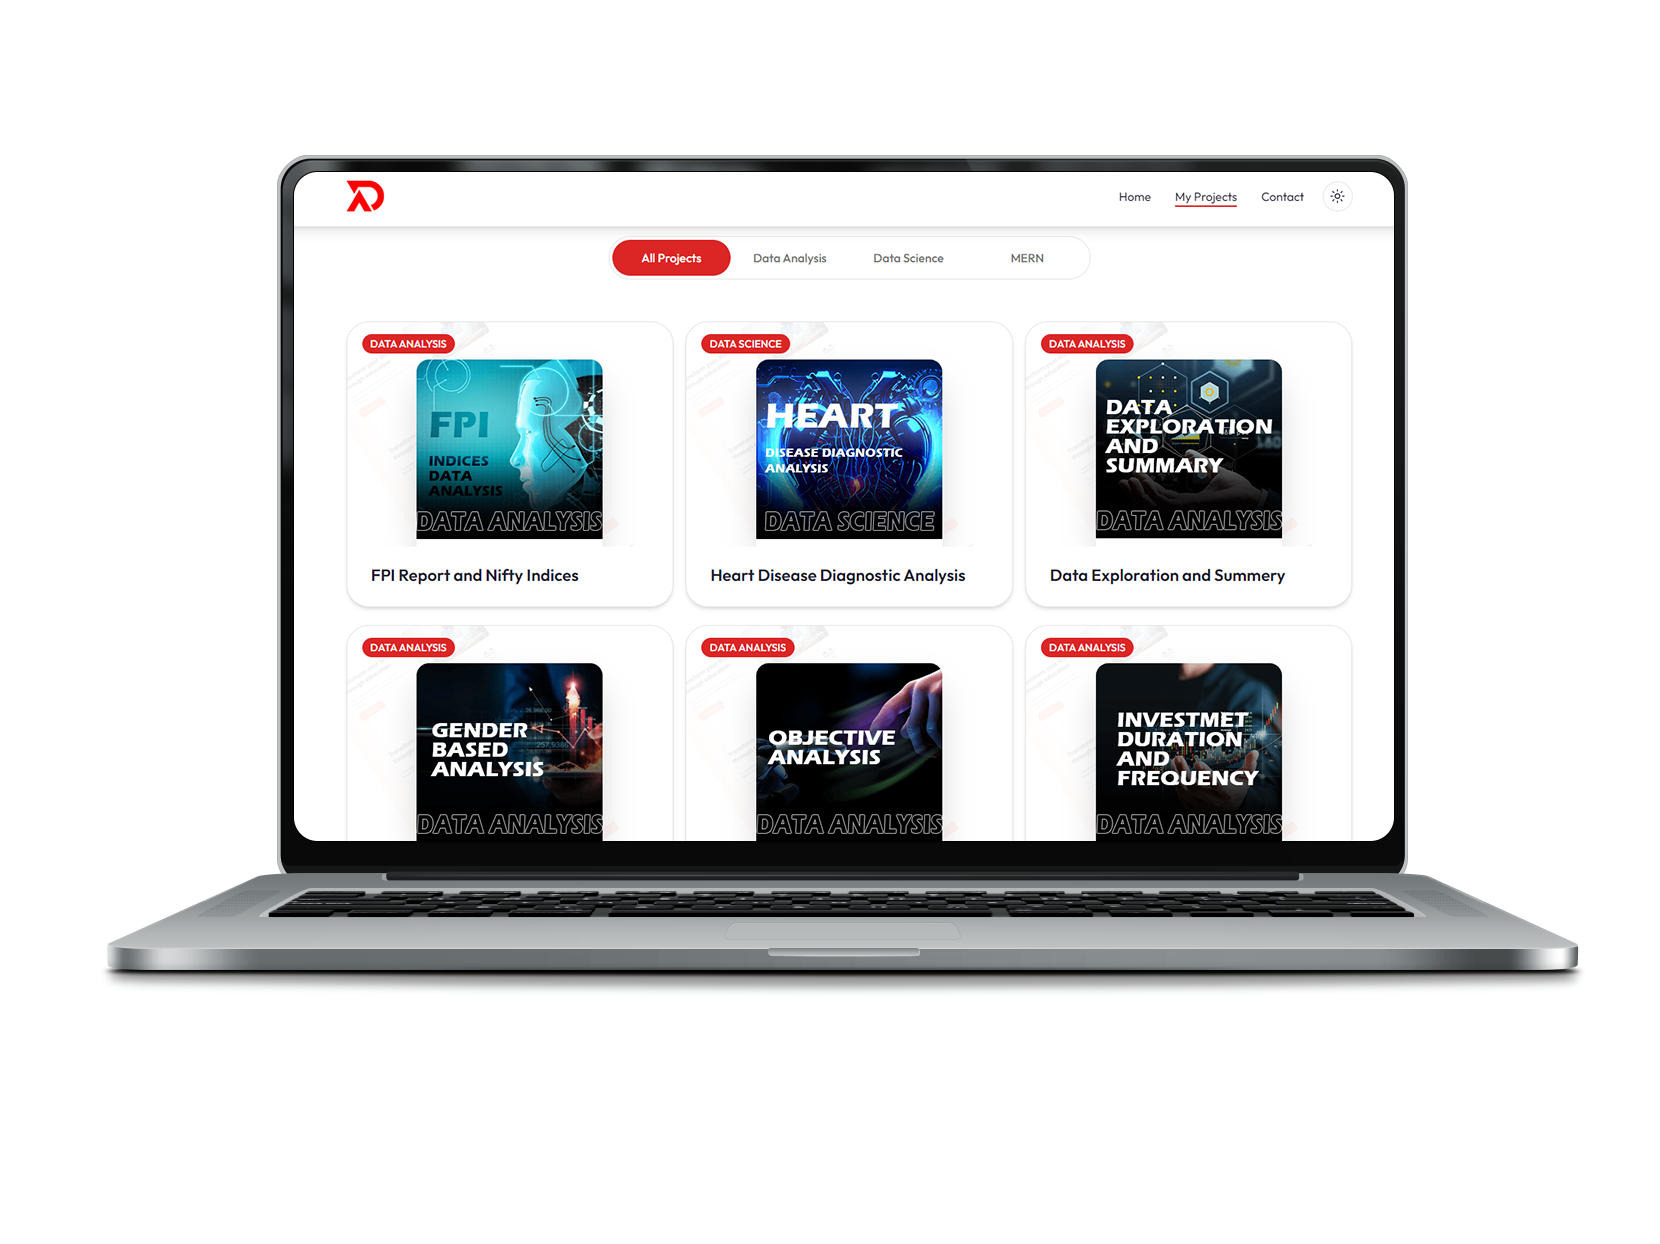 Home My Projects Contact
All Projects Data Analysis Data Science MERN
DATA ANALYSIS
FPI
INDICES
DATA
ANALYSIS
DATA ANALYSIS
FPI Report and Nifty Indices
DATA SCIENCE
HEART
DISEASE DIAGNOSTIC
ANALYSIS
DATA SCIENCE
Heart Disease Diagnostic Analysis
DATA ANALYSIS
DATA
EXPLORATION
AND
SUMMARY
DATA ANALYSIS
Data Exploration and Summery
DATA ANALYSIS
GENDER
BASED
ANALYSIS
DATA ANALYSIS
DATA ANALYSIS
OBJECTIVE
ANALYSIS
DATA ANALYSIS
DATA ANALYSIS
INVESTMET
DURATION
AND
FREQUENCY
DATA ANALYSIS